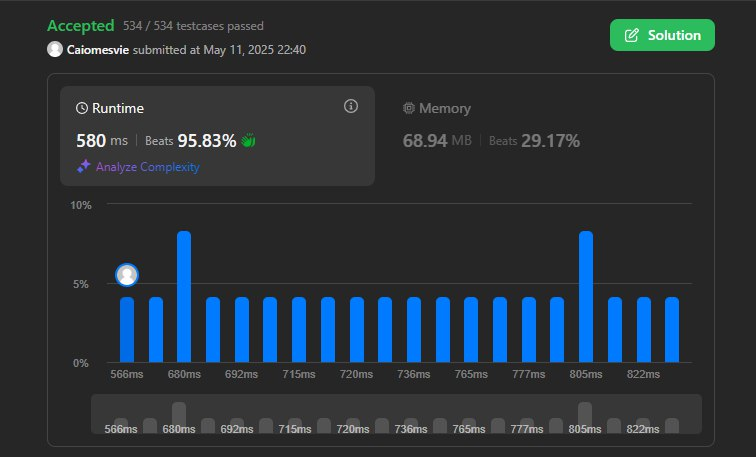 Accepted 534 / 534 testcases passed
Caiomesvie submitted at May 11, 2025 22:40
Solution
Runtime
580 ms Beats 95.83%
Analyze Complexity
Memory
68.94 MB Beats 29.17%
10%
5%
0%
566ms 680ms 692ms 715ms 720ms 736ms 765ms 777ms 805ms 822ms
566ms 680ms 692ms 715ms 720ms 736ms 765ms 777ms 805ms 822ms